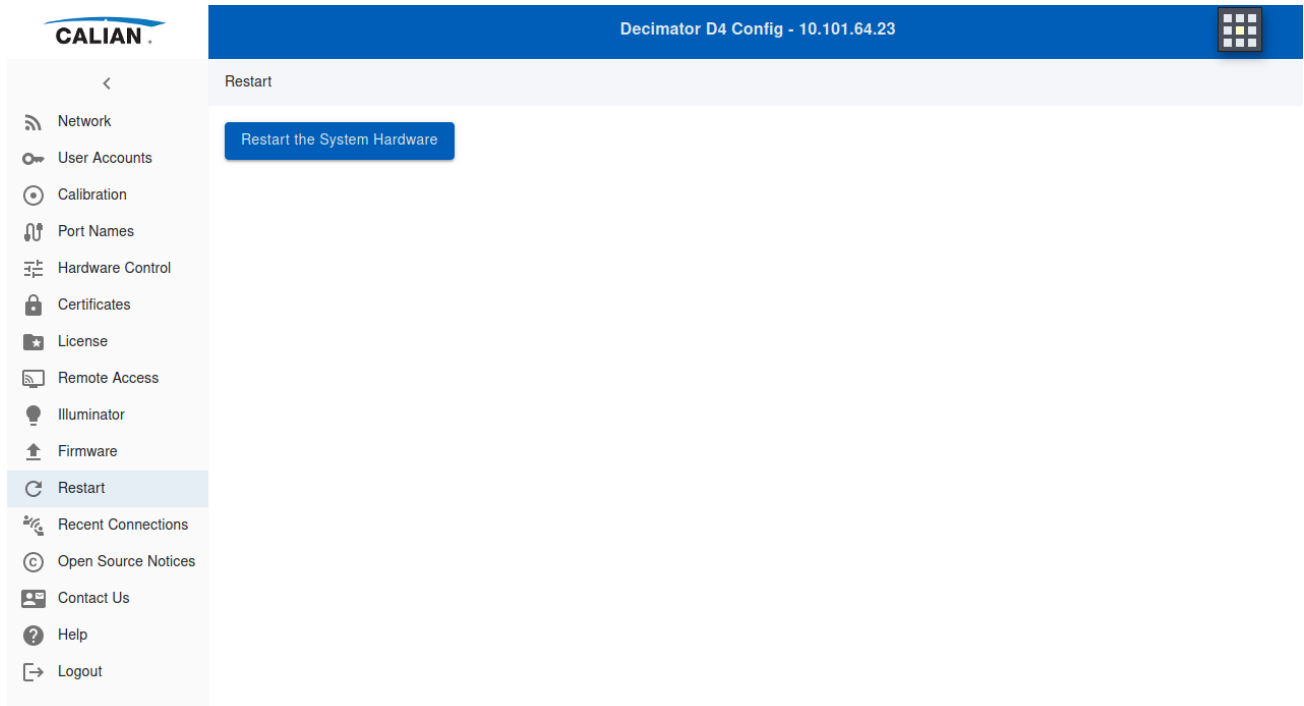 CALIAN.
Decimator D4 Config - 10.101.64.23
Restart
Network
Restart the System Hardware
User Accounts
Calibration
Port Names
Hardware Control
Certificates
License
Remote Access
Illuminator
Firmware
Restart
Recent Connections
Open Source Notices
Contact Us
Help
Logout